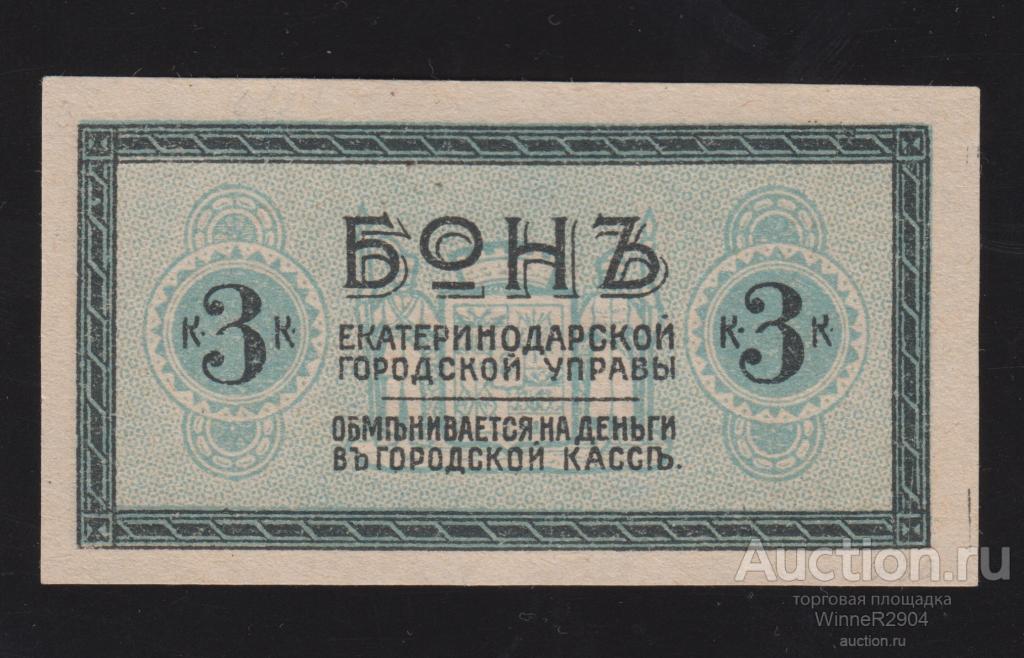 БОНЪ
К. 3 К.
К. 3 К.
ЕКАТЕРИНОДАРСКОЙ
ГОРОДСКОЙ УПРАВЫ
ОБМѢНИВАЕТСЯ НА ДЕНЬГИ
ВЪ ГОРОДСКОЙ КАССѢ.
Auction.ru
торговая площадка
WinneR2904
auction.ru